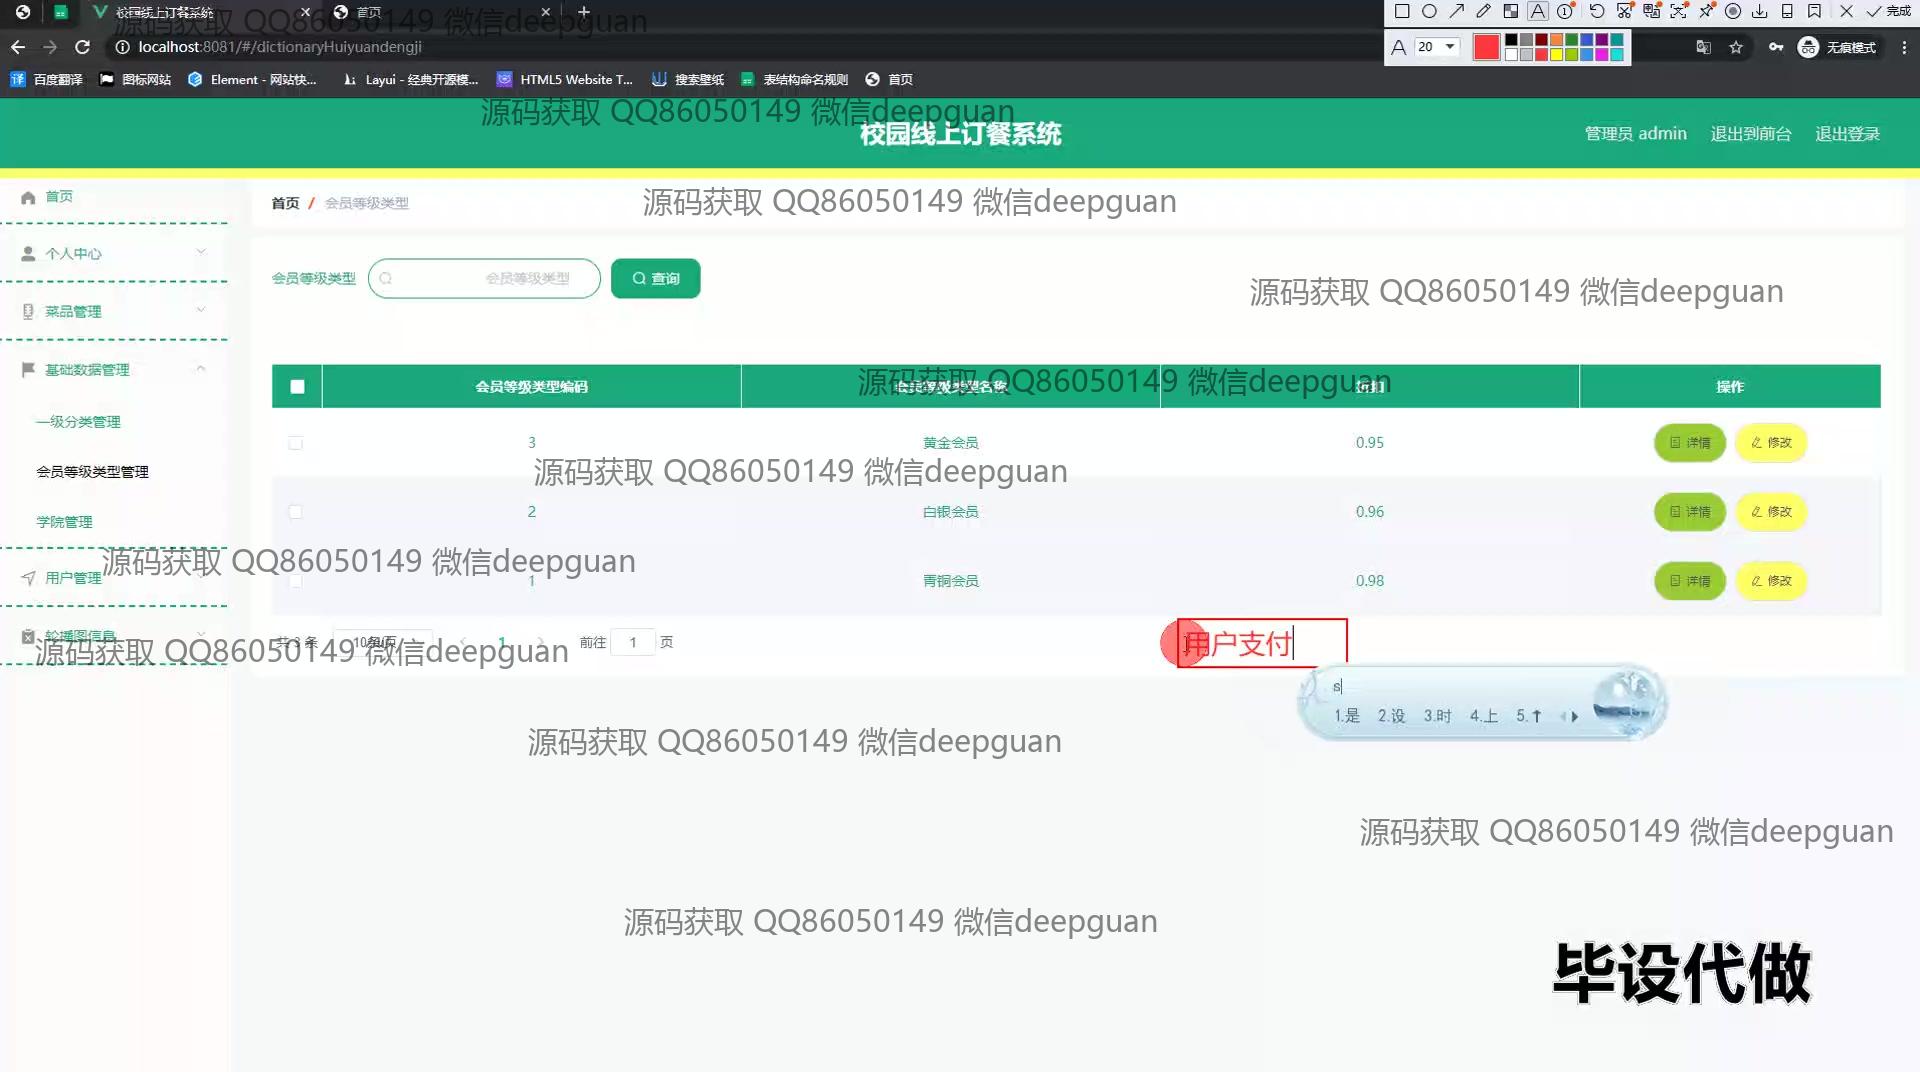 校园线上订餐系统
首页
完成
localhost:8081/#/dictionaryHuiyuandengji
A 20
无痕模式
百度翻译
图标网站
Element - 网站快...
Layui - 经典开源模...
HTML5 Website T...
搜索壁纸
表结构命名规则
首页
源码获取 QQ86050149 微信deepguan
源码获取 QQ86050149 微信deepguan
校园线上订餐系统
管理员 admin
退出到前台
退出登录
首页
首页 / 会员等级类型
源码获取 QQ86050149 微信deepguan
个人中心
会员等级类型
会员等级类型
查询
源码获取 QQ86050149 微信deepguan
菜品管理
基础数据管理
会员等级类型编码
会员等级类型名称
折扣
操作
源码获取 QQ86050149 微信deepguan
一级分类管理
3 黄金会员 0.95 详情 修改
会员等级类型管理
源码获取 QQ86050149 微信deepguan
学院管理
2 白银会员 0.96 详情 修改
源码获取 QQ86050149 微信deepguan
用户管理
1 青铜会员 0.98 详情 修改
轮播图信息
共 3 条 10条/页 1 前往 1 页
用户支付
源码获取 QQ86050149 微信deepguan
s
1.是 2.设 3.时 4.上 5.↑
源码获取 QQ86050149 微信deepguan
源码获取 QQ86050149 微信deepguan
源码获取 QQ86050149 微信deepguan
毕设代做